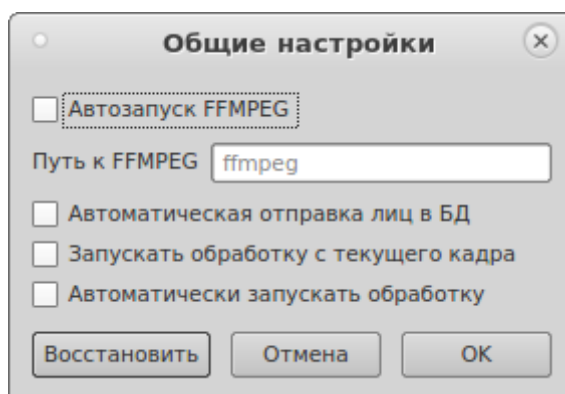 Общие настройки
Автозапуск FFMPEG
Путь к FFMPEG ffmpeg
Автоматическая отправка лиц в БД
Запускать обработку с текущего кадра
Автоматически запускать обработку
Восстановить Отмена OK